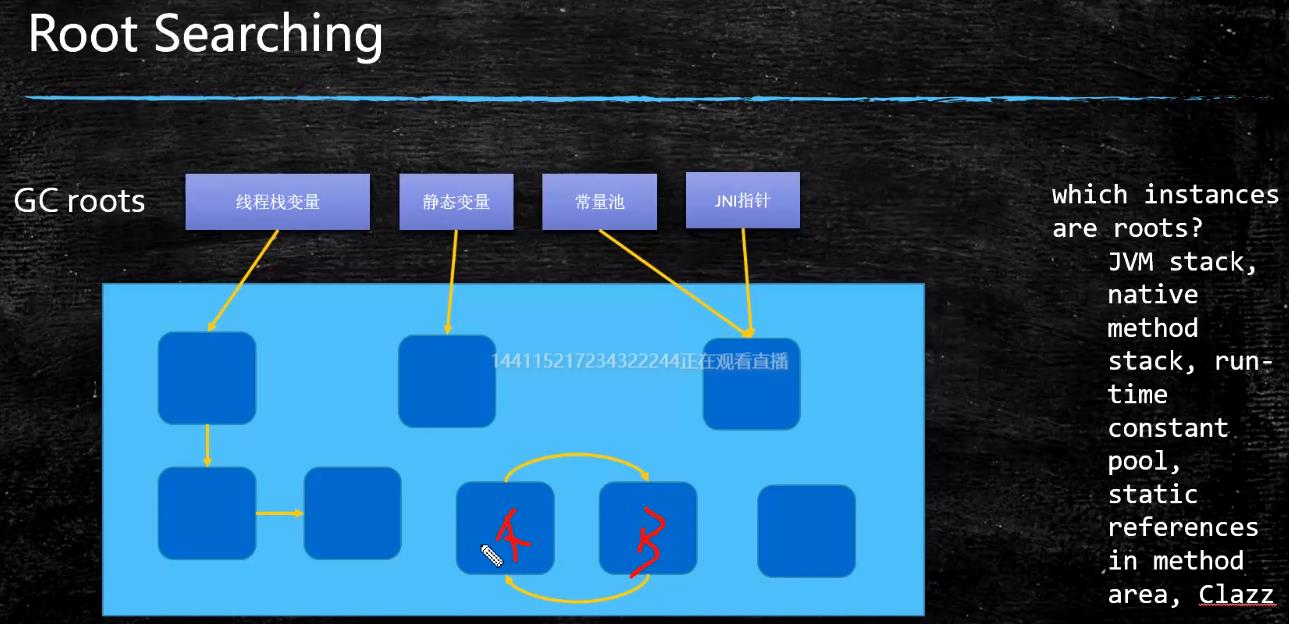 Root Searching
GC roots
线程栈变量
静态变量
常量池
JNI指针
which instances
are roots?
JVM stack,
native
method
stack, run-
time
constant
pool,
static
references
in method
area, Clazz
144115217234322244正在观看直播
A
B